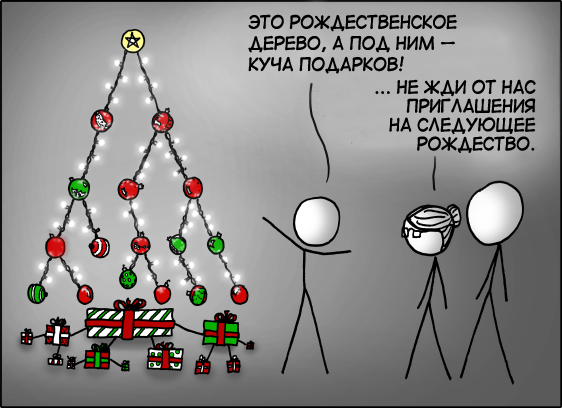 ЭТО РОЖДЕСТВЕНСКОЕ
ДЕРЕВО, А ПОД НИМ –
КУЧА ПОДАРКОВ!
... НЕ ЖДИ ОТ НАС
ПРИГЛАШЕНИЯ
НА СЛЕДУЮЩЕЕ
РОЖДЕСТВО.